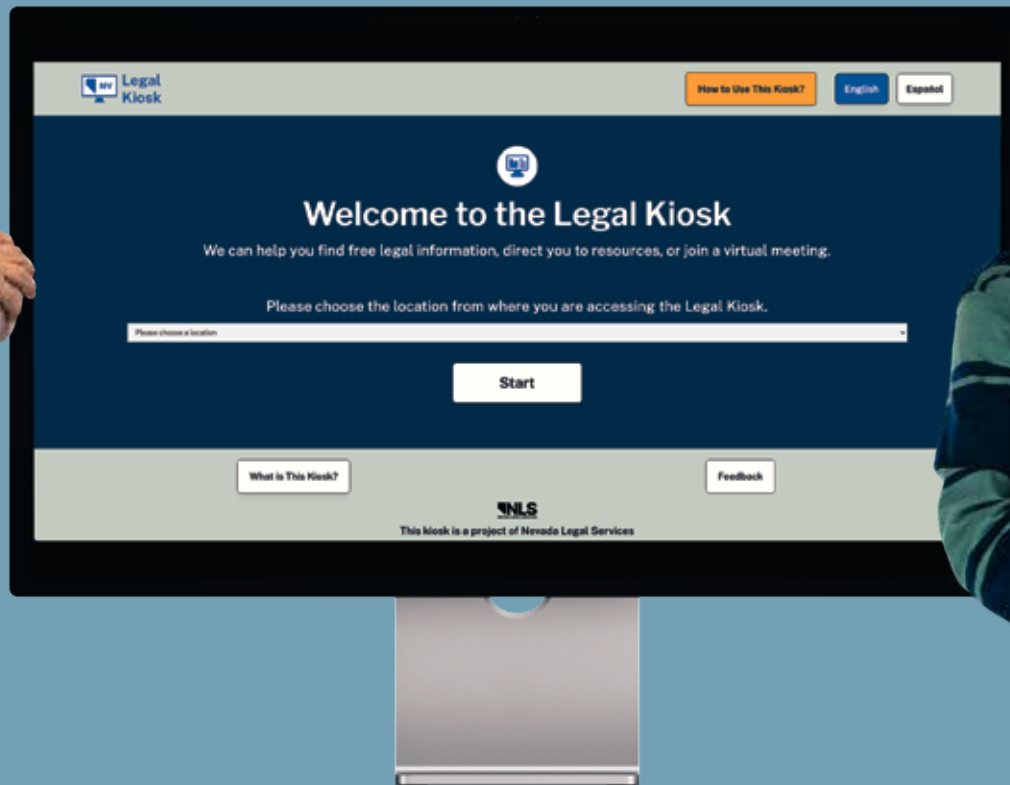 NV
Legal
Kiosk
How to Use This Kiosk?
English
Español
Welcome to the Legal Kiosk
We can help you find free legal information, direct you to resources, or join a virtual meeting.
Please choose the location from where you are accessing the Legal Kiosk.
Please choose a location
Start
What is This Kiosk?
Feedback
NLS
This kiosk is a project of Nevada Legal Services